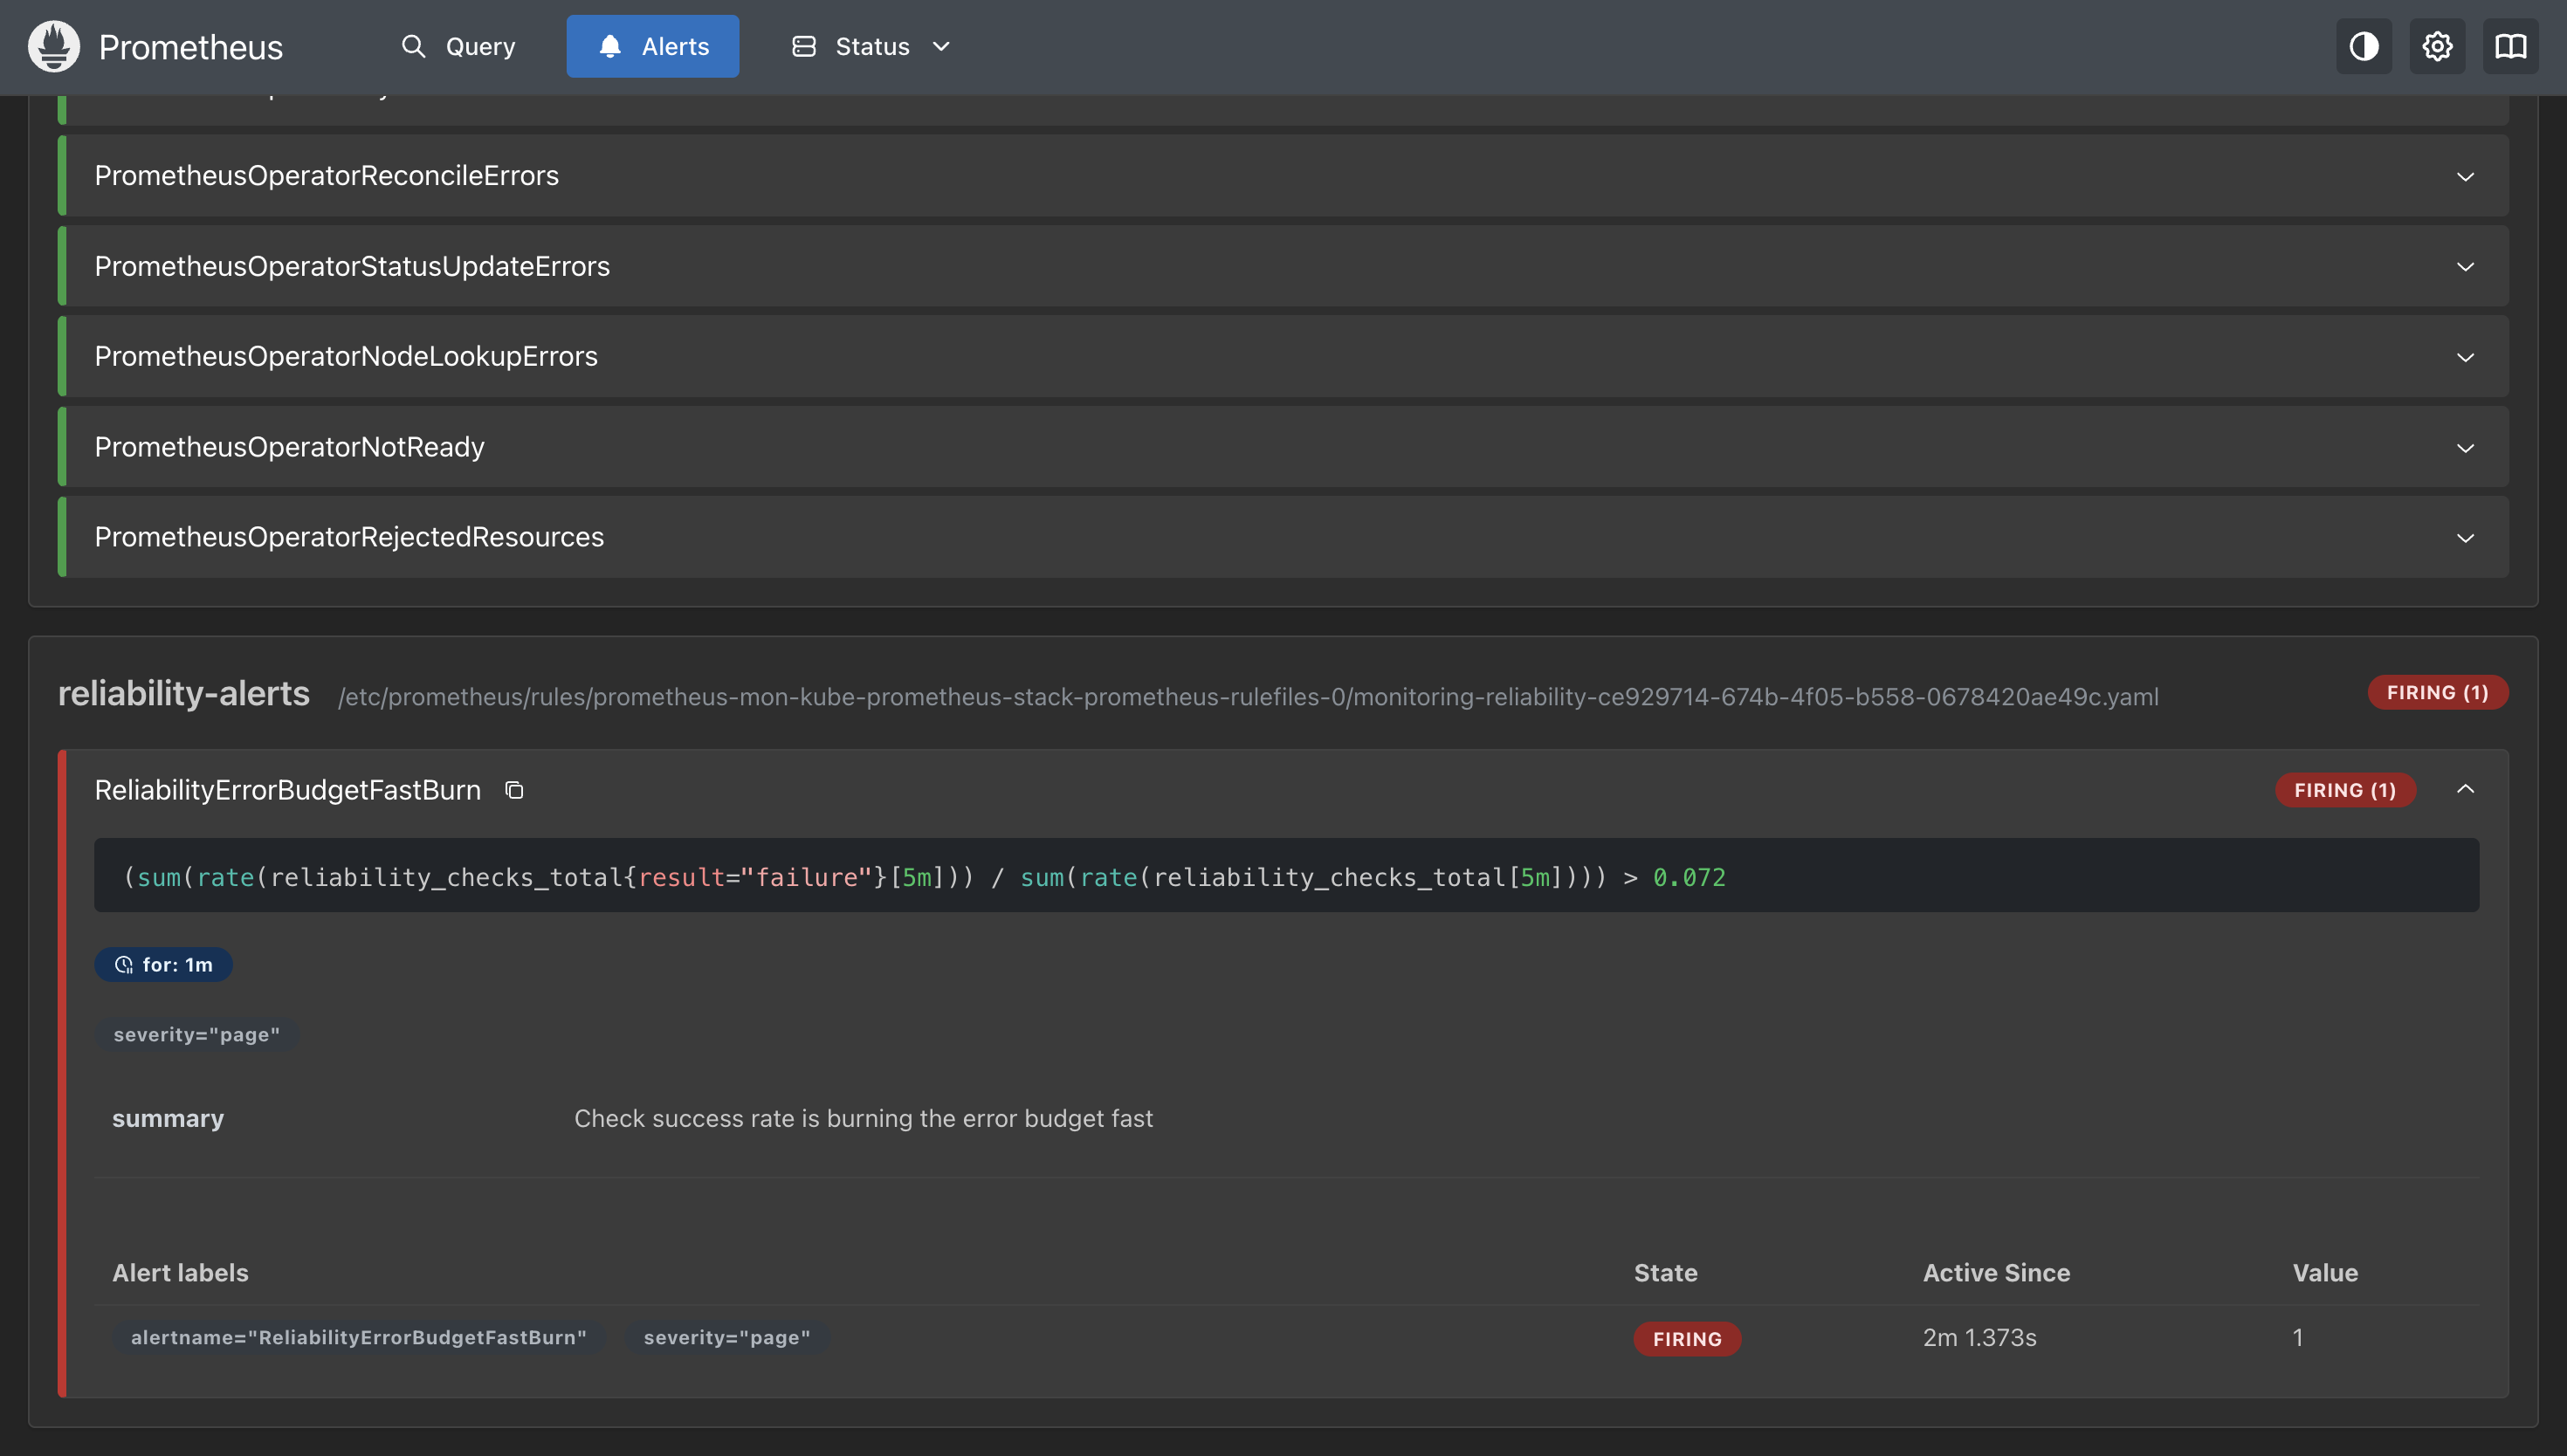 Prometheus Query Alerts Status
PrometheusOperatorReconcileErrors
PrometheusOperatorStatusUpdateErrors
PrometheusOperatorNodeLookupErrors
PrometheusOperatorNotReady
PrometheusOperatorRejectedResources
reliability-alerts /etc/prometheus/rules/prometheus-mon-kube-prometheus-stack-prometheus-rulefiles-0/monitoring-reliability-ce929714-674b-4f05-b558-0678420ae49c.yaml FIRING (1)
ReliabilityErrorBudgetFastBurn FIRING (1)
(sum(rate(reliability_checks_total{result="failure"}[5m])) / sum(rate(reliability_checks_total[5m]))) > 0.072
for: 1m
severity="page"
summary Check success rate is burning the error budget fast
Alert labels State Active Since Value
alertname="ReliabilityErrorBudgetFastBurn" severity="page" FIRING 2m 1.373s 1